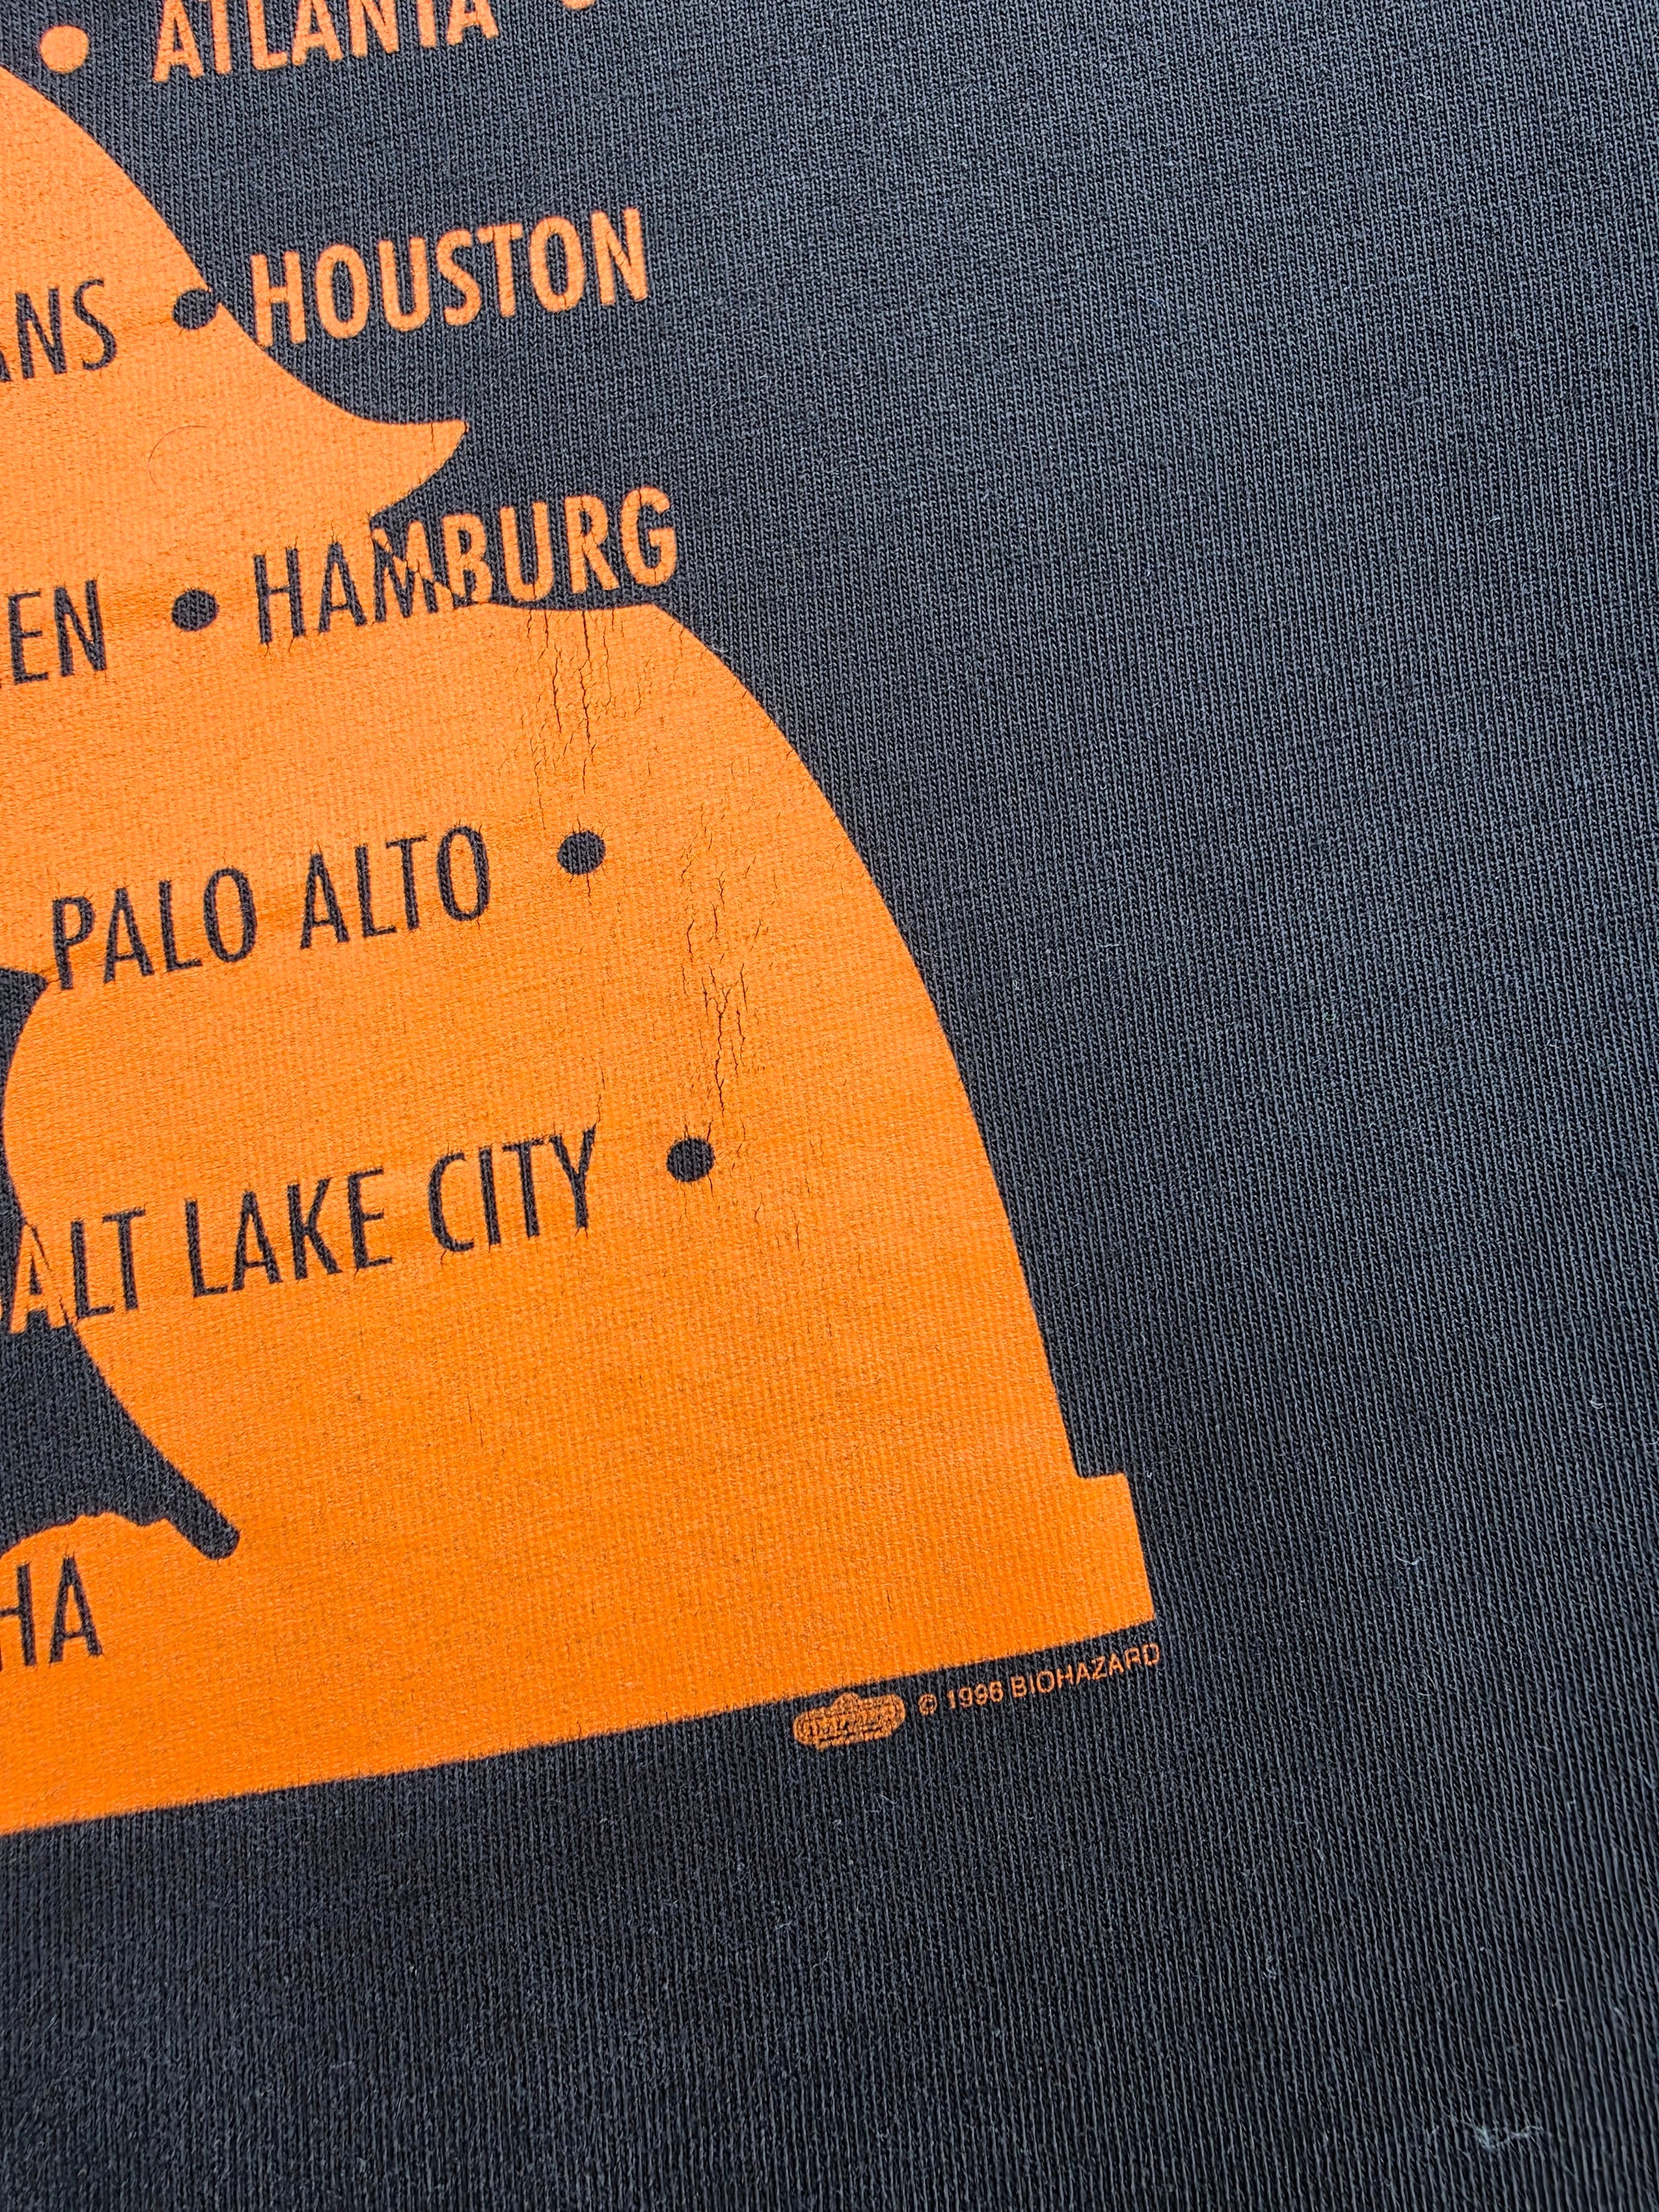 • ATLANTA
ANS • HOUSTON
EN • HAMBURG
PALO ALTO •
ALT LAKE CITY •
HA
© 1996 BIOHAZARD